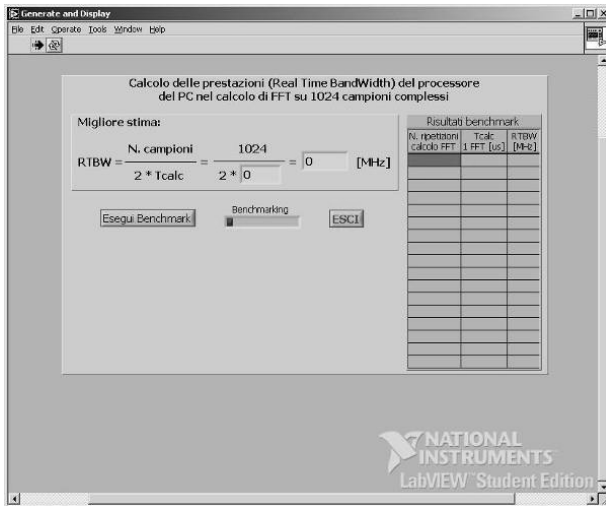 Generate and Display
File Edit Operate Tools Window Help
Calcolo delle prestazioni (Real Time BandWidth) del processore
del PC nel calcolo di FFT su 1024 campioni complessi
Migliore stima:
RTBW = N. campioni / 2 * Tcalc = 1024 / 2 * 0 = 0 [MHz]
Esegui Benchmark
Benchmarking
ESCI
Risultati benchmark
N. ripetizioni calcolo FFT Tcalc 1 FFT [us] RTBW [MHz]
NATIONAL
INSTRUMENTS
LabVIEW™ Student Edition